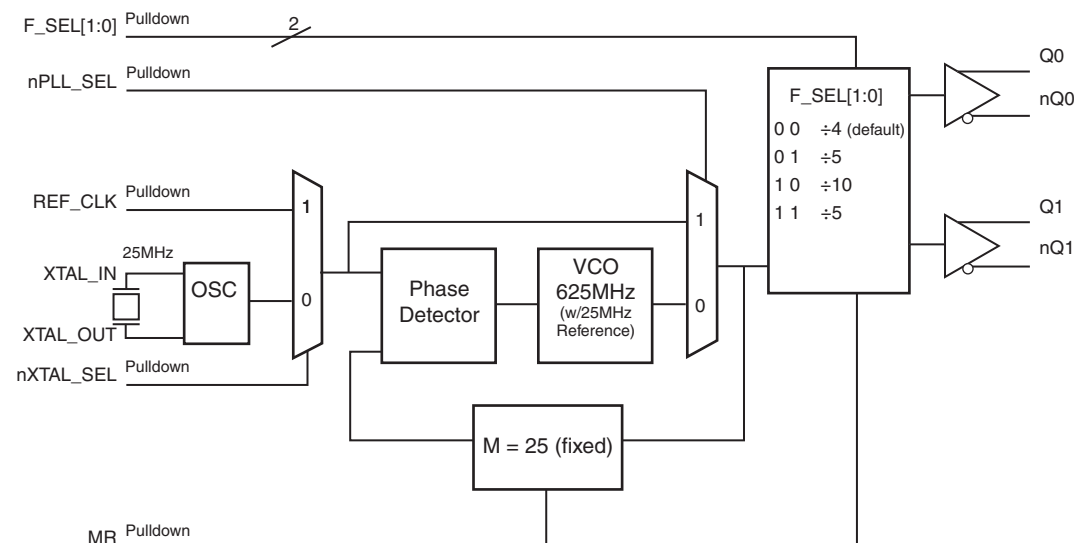 F_SEL[1:0] Pulldown
2
nPLL_SEL Pulldown
REF_CLK Pulldown
25MHz
XTAL_IN
OSC
XTAL_OUT
nXTAL_SEL Pulldown
1
0
Phase
Detector
VCO
625MHz
(w/25MHz
Reference)
1
0
M = 25 (fixed)
F_SEL[1:0]
0 0 ÷4 (default)
0 1 ÷5
1 0 ÷10
1 1 ÷5
Q0
nQ0
Q1
nQ1
MR Pulldown